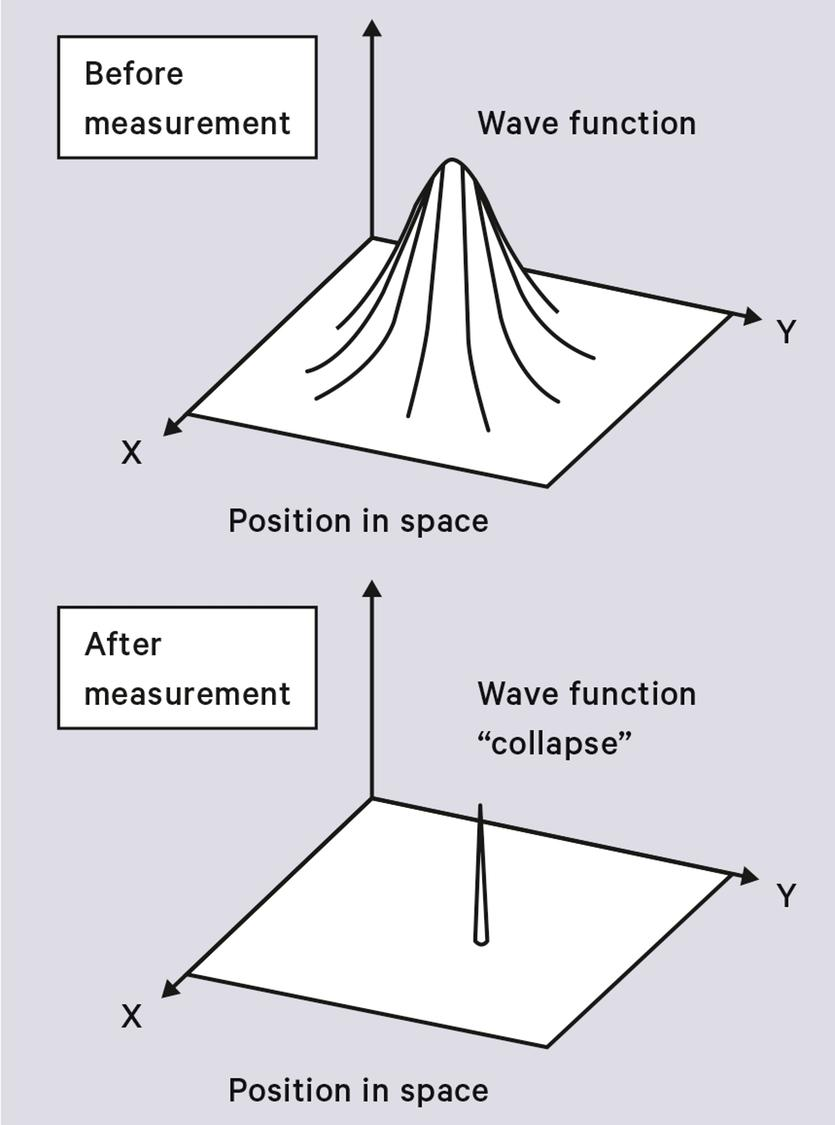 Before
measurement
Wave function
Y
X
Position in space
After
measurement
Wave function
“collapse”
Y
X
Position in space